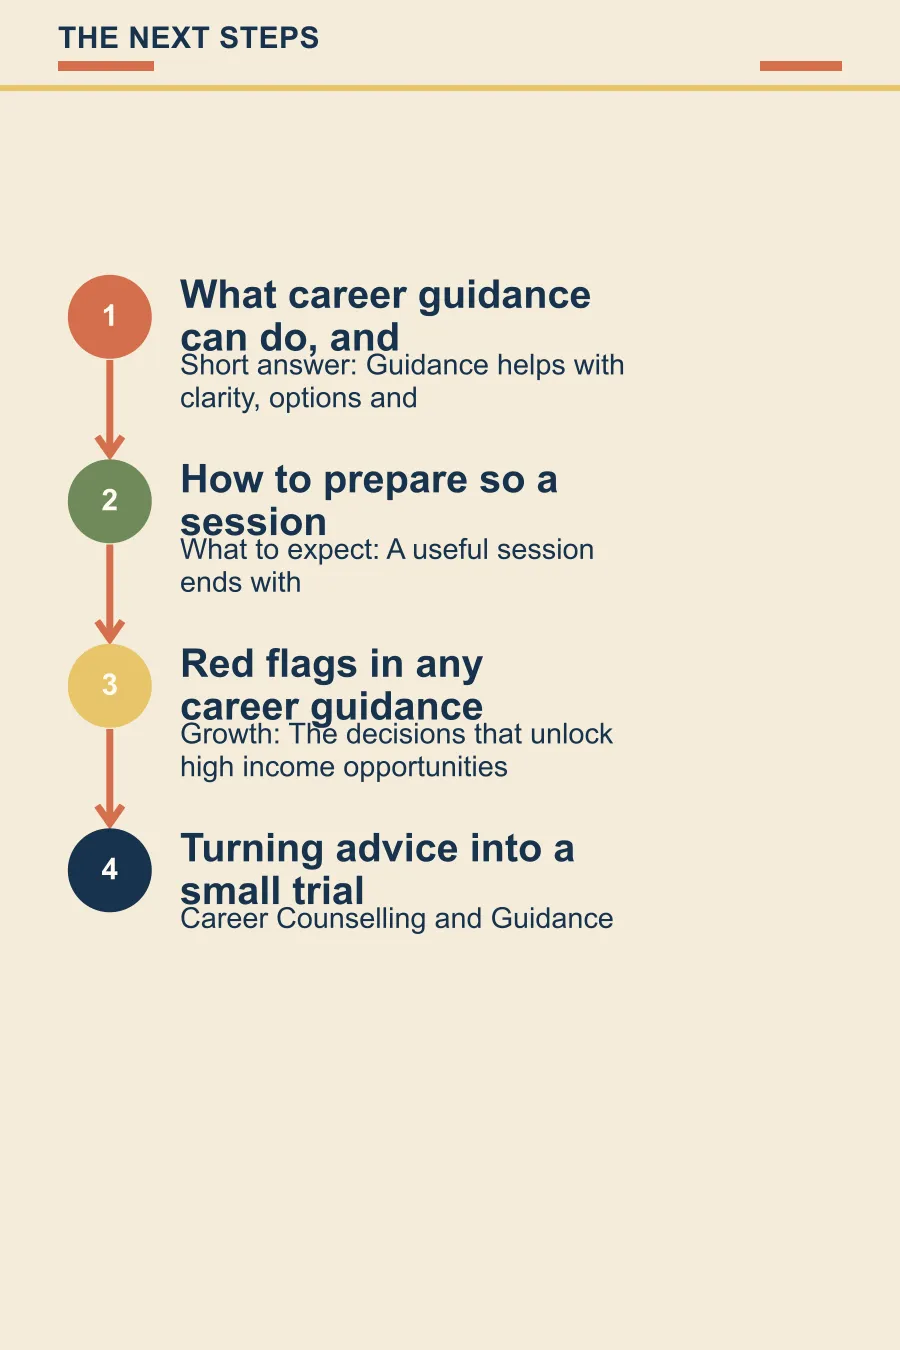 THE NEXT STEPS
1
What career guidance
can do, and
Short answer: Guidance helps with
clarity, options and
2
How to prepare so a
session
What to expect: A useful session
ends with
3
Red flags in any
career guidance
Growth: The decisions that unlock
high income opportunities
4
Turning advice into a
small trial
Career Counselling and Guidance